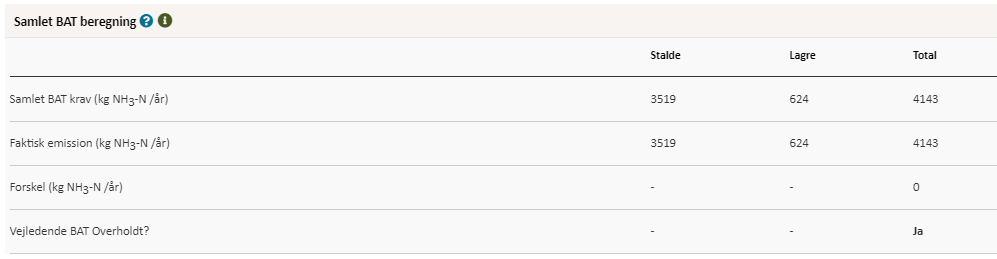 Samlet BAT beregning ? i
Stalde Lagre Total
Samlet BAT krav (kg NH3-N /år) 3519 624 4143
Faktisk emission (kg NH3-N /år) 3519 624 4143
Forskel (kg NH3-N /år) - - 0
Vejledende BAT Overholdt? - - Ja